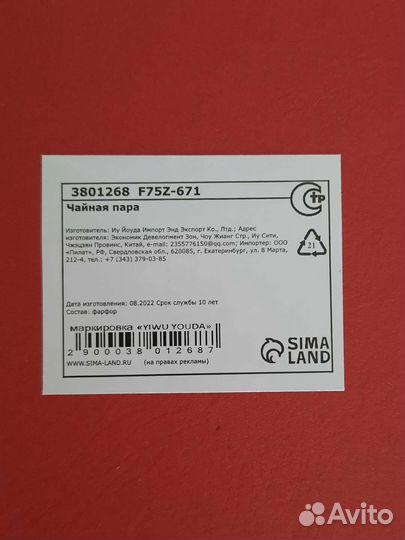 3801268 F75Z-671
Чайная пара
Изготовитель: Иу Йоуда Импорт Энд Экспорт Ко., Лтд.; Адрес
изготовителя: Экономик Девелопмент Зон, Чоу Жианг Стр., Иу Сити,
Чжэцзян Провинс, Китай, e-mail: 2355776150@qq.com; Импортер: ООО
«Пилат», РФ, Свердловская обл., 620085, г. Екатеринбург, ул. 8 Марта,
212-4, тел.: +7 (343) 379-03-85
Дата изготовления: 08.2022 Срок службы 10 лет
Состав: фарфор
маркировка «YIWU YOUDA»
2 900038 012687
WWW.SIMA-LAND.RU (на правах рекламы)
СТР
21
SIMA
LAND
Avito